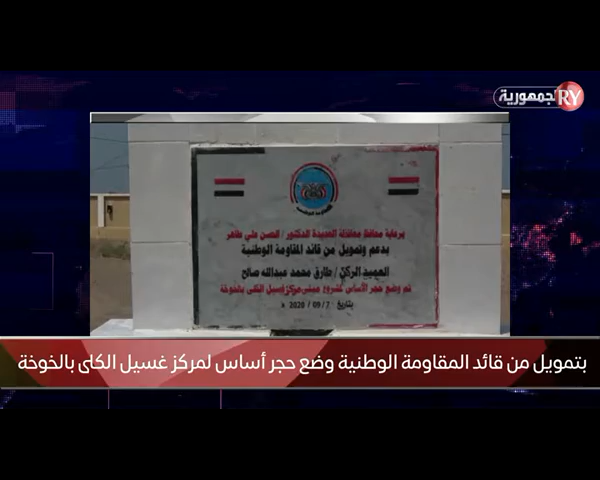 الجمهورية RY
برعاية محافظ محافظة الحديدة الدكتور/ الحسن علي طاهر
بدعم وتمويل من قائد المقاومة الوطنية
العميد الركن/ طارق محمد عبدالله صالح
تم وضع حجر الأساس لمشروع مبنى مركز غسيل الكلى بالخوخة
بتاريخ: 7/ 09 / 2020 م
بتمويل من قائد المقاومة الوطنية وضع حجر أساس لمركز غسيل الكلى بالخوخة